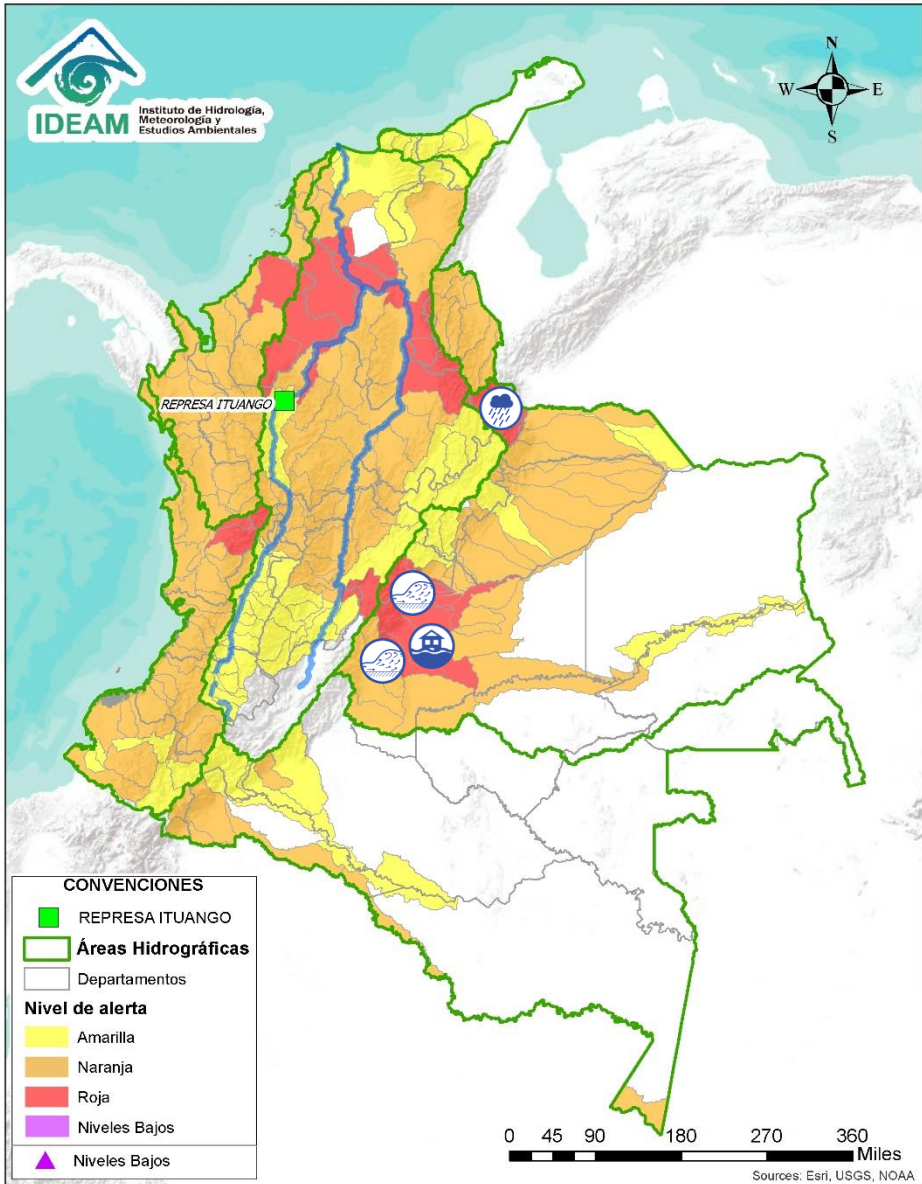 IDEAM
Instituto de Hidrología,
Meteorología y
Estudios Ambientales
N
W
E
S
REPRESA ITUANGO
CONVENCIONES
REPRESA ITUANGO
Áreas Hidrográficas
Departamentos
Nivel de alerta
Amarilla
Naranja
Roja
Niveles Bajos
Niveles Bajos
0 45 90 180 270 360
Miles
Sources: Esri, USGS, NOAA